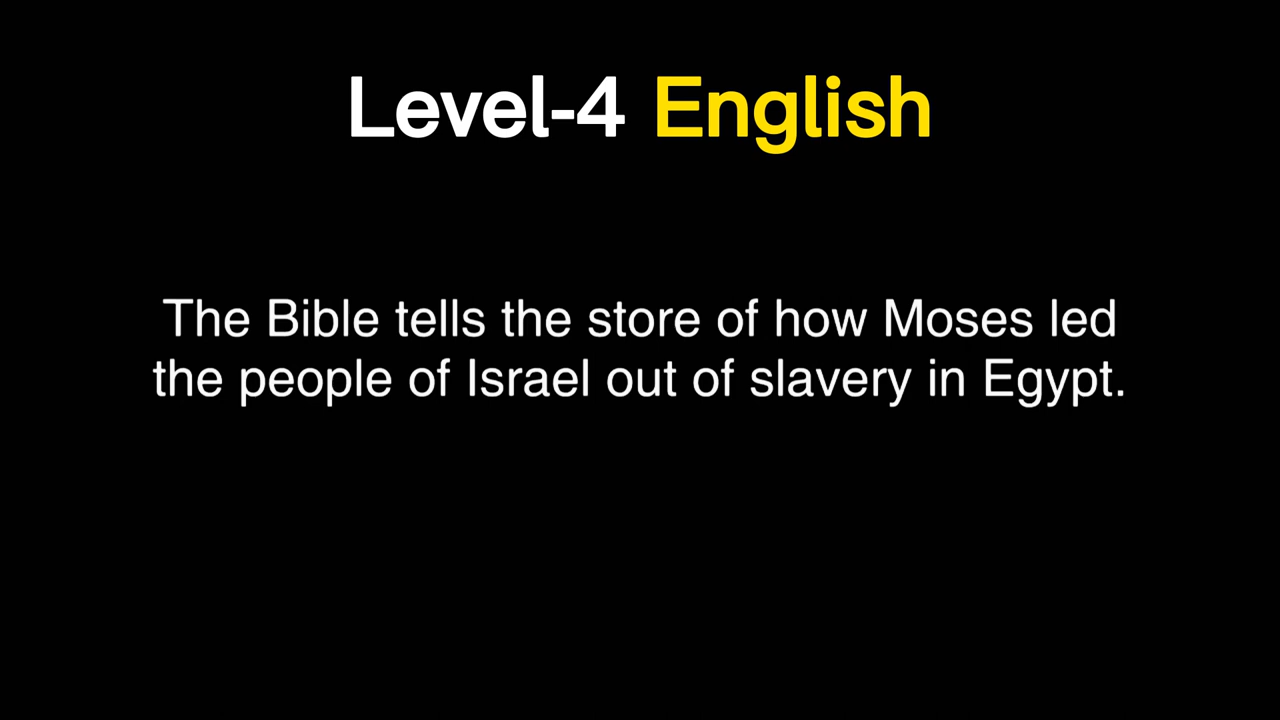 Level-4 English
The Bible tells the store of how Moses led
the people of Israel out of slavery in Egypt.